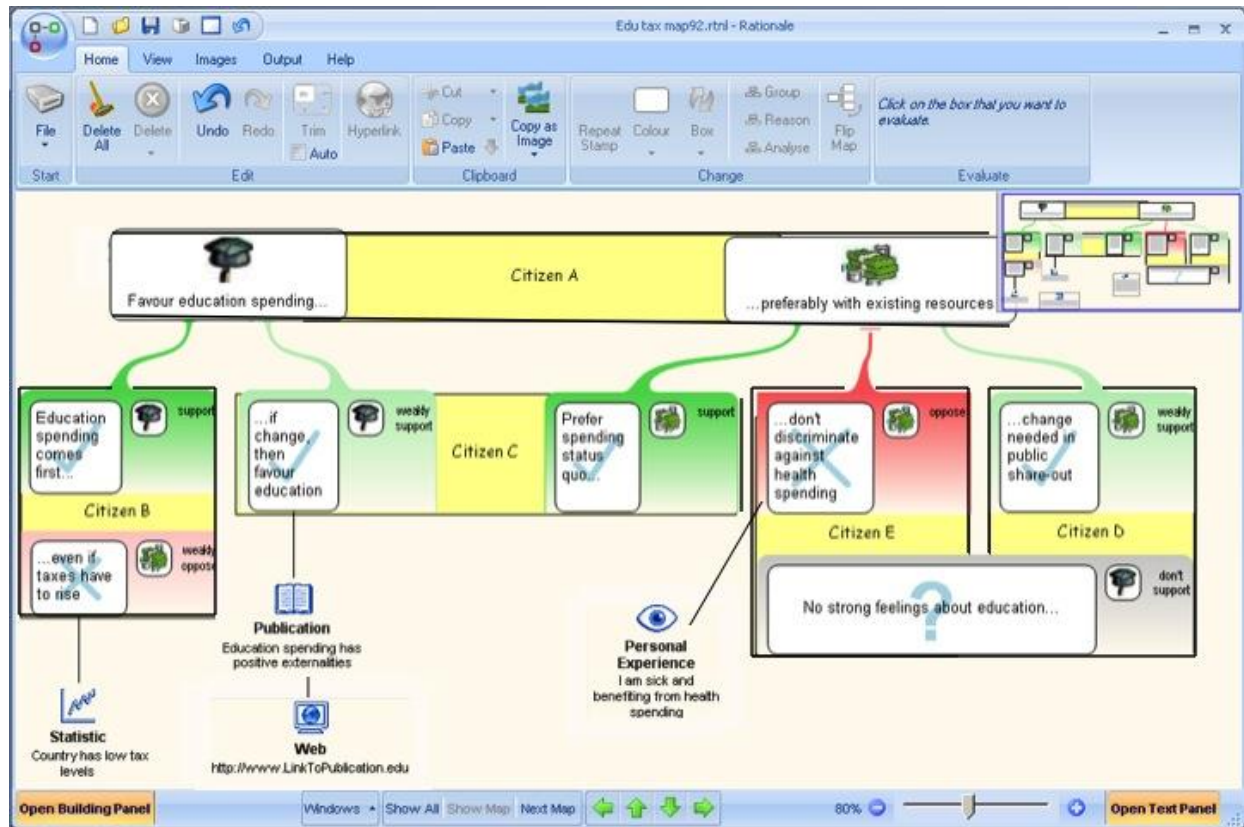 Edu tax map92.rtnl - Rationale
Home View Images Output Help
File
Start
Delete All
Delete
Undo
Redo
Trim
Auto
Hyperlink
Edit
Cut
Copy
Paste
Copy as Image
Clipboard
Repeat Stamp
Colour
Box
Group
Reason
Analyse
Flip Map
Change
Click on the box that you want to
evaluate.
Evaluate
Favour education spending...
Citizen A
...preferably with existing resources
Education
spending
comes
first...
support
Citizen B
...even if
taxes have
to rise
weakly
oppose
...if
change,
then
favour
education
weakly
support
Citizen C
Prefer
spending
status
quo...
support
...don't
discriminate
against
health
spending
oppose
Citizen E
...change
needed in
public
share-out
weakly
support
Citizen D
No strong feelings about education...
?
don't
support
Statistic
Country has low tax
levels
Publication
Education spending has
positive externalities
Web
http://www.LinkToPublication.edu
Personal
Experience
I am sick and
benefiting from health
spending
Open Building Panel
Windows
Show All
Show Map
Next Map
80%
Open Text Panel